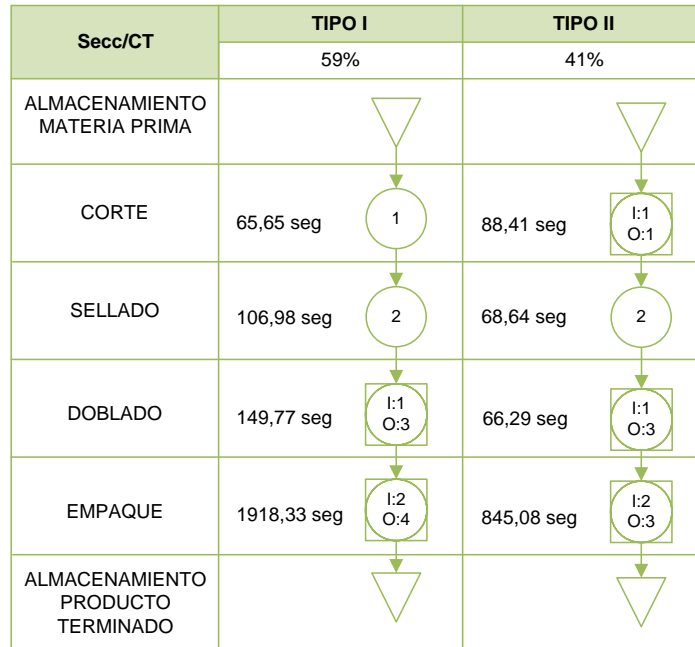 Secc/CT
TIPO I
TIPO II
59%
41%
ALMACENAMIENTO
MATERIA PRIMA
CORTE
65,65 seg
1
88,41 seg
I:1
O:1
SELLADO
106,98 seg
2
68,64 seg
2
DOBLADO
149,77 seg
I:1
O:3
66,29 seg
I:1
O:3
EMPAQUE
1918,33 seg
I:2
O:4
845,08 seg
I:2
O:3
ALMACENAMIENTO
PRODUCTO
TERMINADO